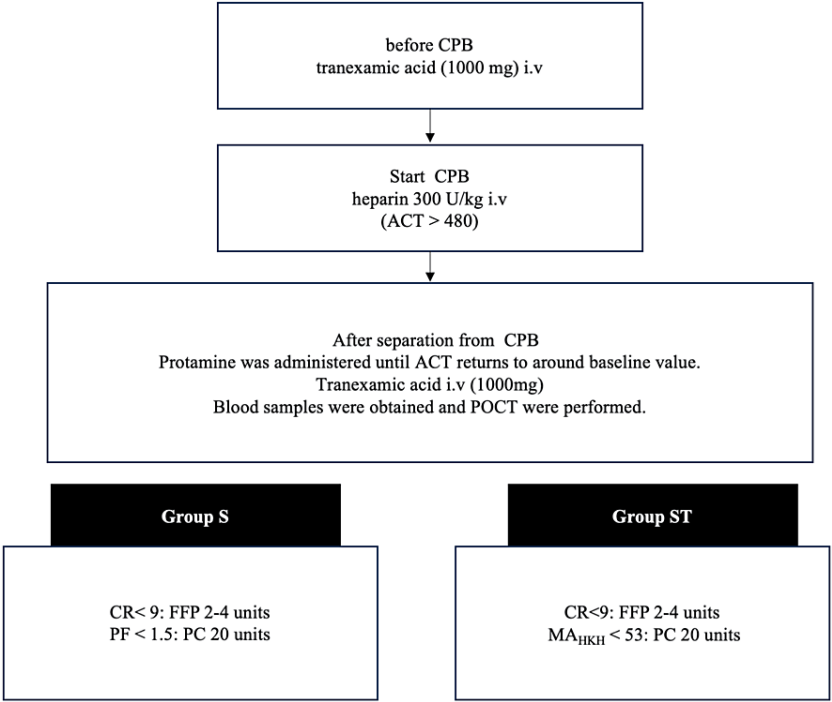 before CPB
tranexamic acid (1000 mg) i.v
Start CPB
heparin 300 U/kg i.v
(ACT > 480)
After separation from CPB
Protamine was administered until ACT returns to around baseline value.
Tranexamic acid i.v (1000mg)
Blood samples were obtained and POCT were performed.
Group S
CR< 9: FFP 2-4 units
PF < 1.5: PC 20 units
Group ST
CR<9: FFP 2-4 units
MAHKH < 53: PC 20 units